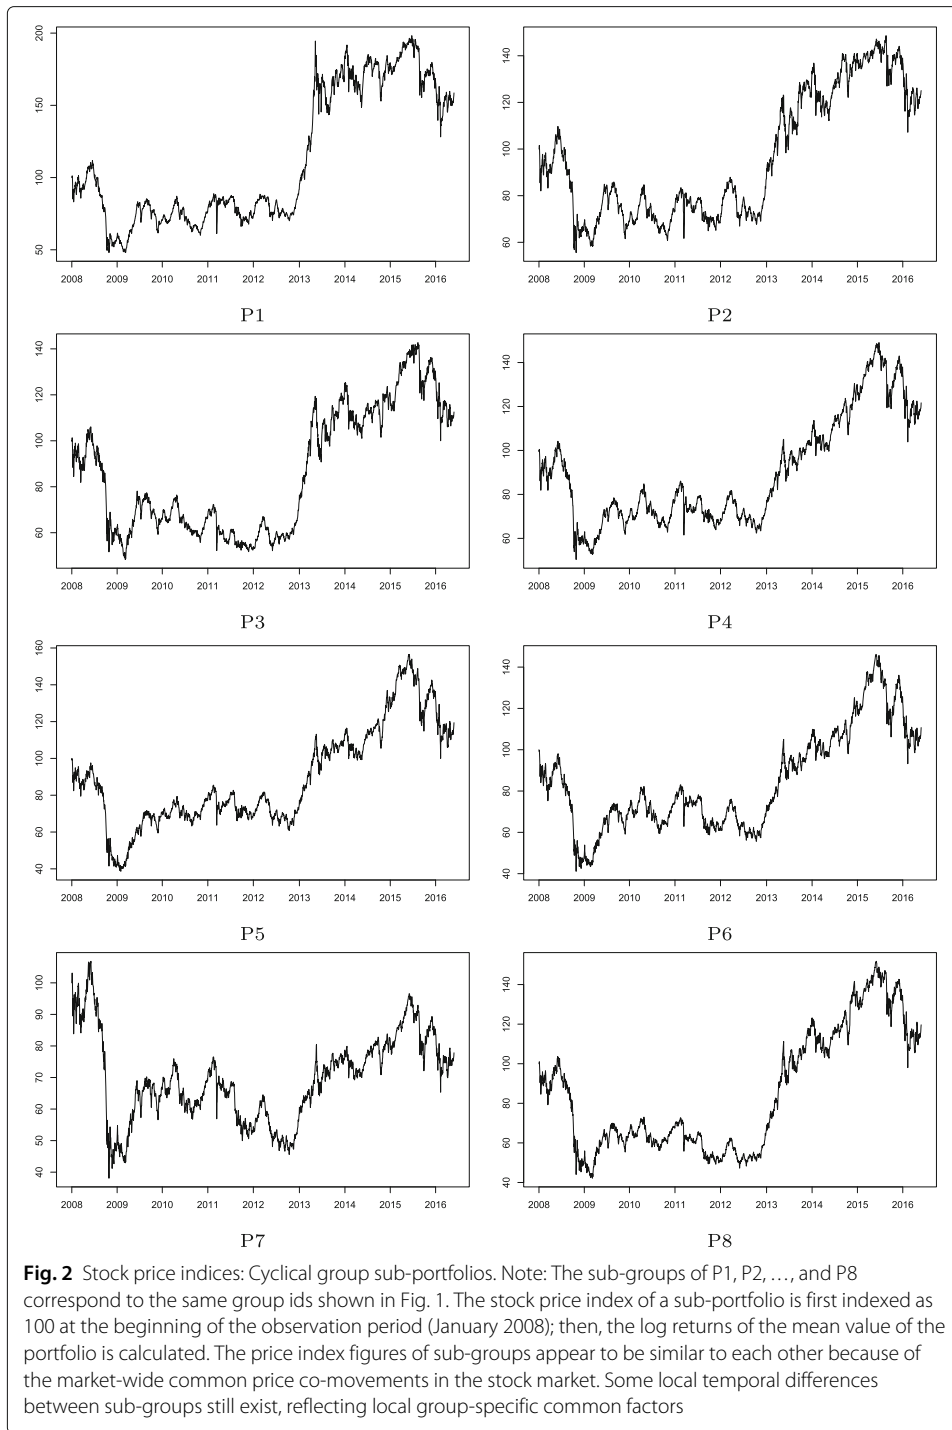 200
150
100
50
2008 2009 2010 2011 2012 2013 2014 2015 2016
P1
140
120
100
80
60
2008 2009 2010 2011 2012 2013 2014 2015 2016
P2
140
120
100
80
60
2008 2009 2010 2011 2012 2013 2014 2015 2016
P3
140
120
100
80
60
2008 2009 2010 2011 2012 2013 2014 2015 2016
P4
160
140
120
100
80
60
40
2008 2009 2010 2011 2012 2013 2014 2015 2016
P5
140
120
100
80
60
40
2008 2009 2010 2011 2012 2013 2014 2015 2016
P6
100
90
80
70
60
50
40
2008 2009 2010 2011 2012 2013 2014 2015 2016
P7
140
120
100
80
60
40
2008 2009 2010 2011 2012 2013 2014 2015 2016
P8
Fig. 2 Stock price indices: Cyclical group sub-portfolios. Note: The sub-groups of P1, P2, …, and P8
correspond to the same group ids shown in Fig. 1. The stock price index of a sub-portfolio is first indexed as
100 at the beginning of the observation period (January 2008); then, the log returns of the mean value of the
portfolio is calculated. The price index figures of sub-groups appear to be similar to each other because of
the market-wide common price co-movements in the stock market. Some local temporal differences
between sub-groups still exist, reflecting local group-specific common factors